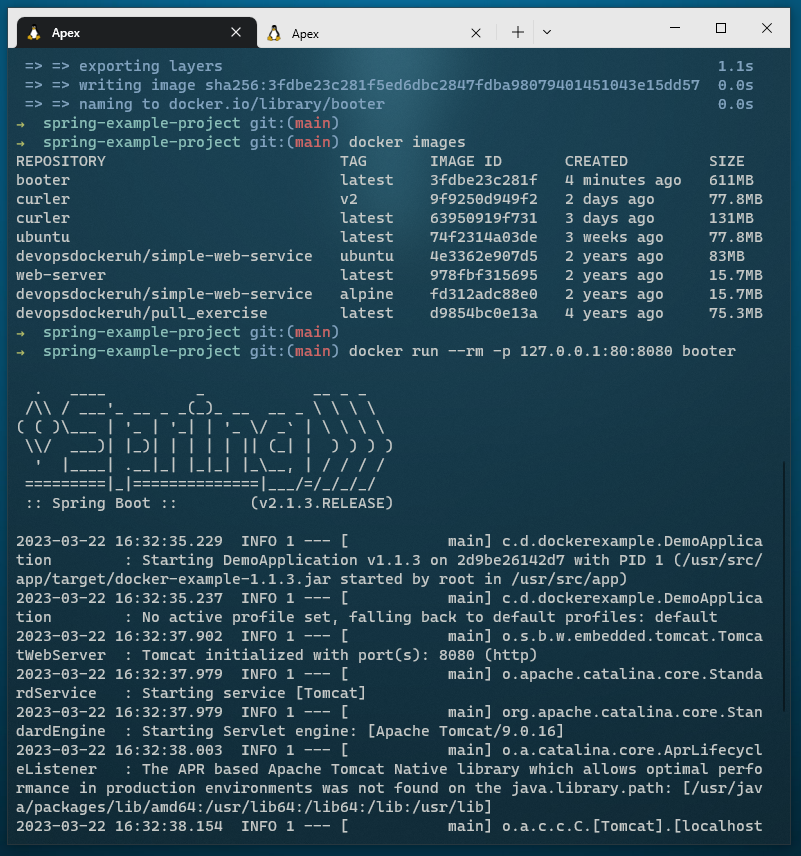 Apex
Apex
=> => exporting layers 1.1s
=> => writing image sha256:3fdbe23c281f5ed6dbc2847fdba98079401451043e15dd57 0.0s
=> => naming to docker.io/library/booter 0.0s
→ spring-example-project git:(main)
→ spring-example-project git:(main) docker images
REPOSITORY TAG IMAGE ID CREATED SIZE
booter latest 3fdbe23c281f 4 minutes ago 611MB
curler v2 9f9250d949f2 2 days ago 77.8MB
curler latest 63950919f731 3 days ago 131MB
ubuntu latest 74f2314a03de 3 weeks ago 77.8MB
devopsdockeruh/simple-web-service ubuntu 4e3362e907d5 2 years ago 83MB
web-server latest 978fbf315695 2 years ago 15.7MB
devopsdockeruh/simple-web-service alpine fd312adc88e0 2 years ago 15.7MB
devopsdockeruh/pull_exercise latest d9854bc0e13a 4 years ago 75.3MB
→ spring-example-project git:(main)
→ spring-example-project git:(main) docker run --rm -p 127.0.0.1:80:8080 booter
  .   ____          _            __ _ _
 /\\ / ___'_ __ _ _(_)_ __  __ _ \ \ \ \
( ( )\___ | '_ | '_| | '_ \/ _` | \ \ \ \
 \\/  ___)| |_)| | | | | || (_| |  ) ) ) )
  '  |____| .__|_| |_|_| |_\__, | / / / /
 =========|_|==============|___/=/_/_/_/
 :: Spring Boot ::        (v2.1.3.RELEASE)
2023-03-22 16:32:35.229  INFO 1 --- [           main] c.d.dockerexample.DemoApplica
tion        : Starting DemoApplication v1.1.3 on 2d9be26142d7 with PID 1 (/usr/src/
app/target/docker-example-1.1.3.jar started by root in /usr/src/app)
2023-03-22 16:32:35.237  INFO 1 --- [           main] c.d.dockerexample.DemoApplica
tion        : No active profile set, falling back to default profiles: default
2023-03-22 16:32:37.902  INFO 1 --- [           main] o.s.b.w.embedded.tomcat.Tomca
tWebServer  : Tomcat initialized with port(s): 8080 (http)
2023-03-22 16:32:37.979  INFO 1 --- [           main] o.apache.catalina.core.Standa
rdService   : Starting service [Tomcat]
2023-03-22 16:32:37.979  INFO 1 --- [           main] org.apache.catalina.core.Stan
dardEngine  : Starting Servlet engine: [Apache Tomcat/9.0.16]
2023-03-22 16:32:38.003  INFO 1 --- [           main] o.a.catalina.core.AprLifecycl
eListener   : The APR based Apache Tomcat Native library which allows optimal perfo
rmance in production environments was not found on the java.library.path: [/usr/jav
a/packages/lib/amd64:/usr/lib64:/lib64:/lib:/usr/lib]
2023-03-22 16:32:38.154  INFO 1 --- [           main] o.a.c.c.C.[Tomcat].[localhost